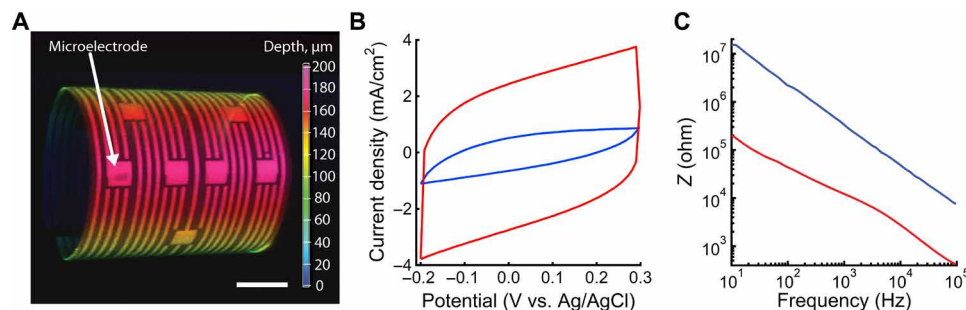 A
Microelectrode
Depth, µm
200
180
160
140
120
100
80
60
40
20
0
B
Current density (mA/cm²)
4
2
0
−2
−4
−0.2 −0.1 0.0 0.1 0.2 0.3
Potential (V vs. Ag/AgCl)
C
Z (ohm)
10⁷
10⁶
10⁵
10⁴
10³
10¹ 10² 10³ 10⁴ 10⁵
Frequency (Hz)